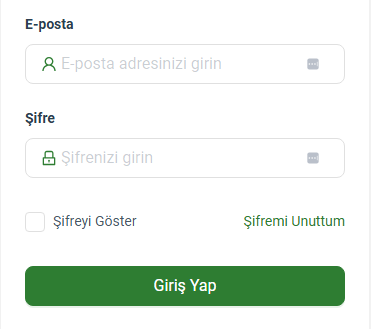 E-posta
E-posta adresinizi girin
Şifre
Şifrenizi girin
Şifreyi Göster
Şifremi Unuttum
Giriş Yap